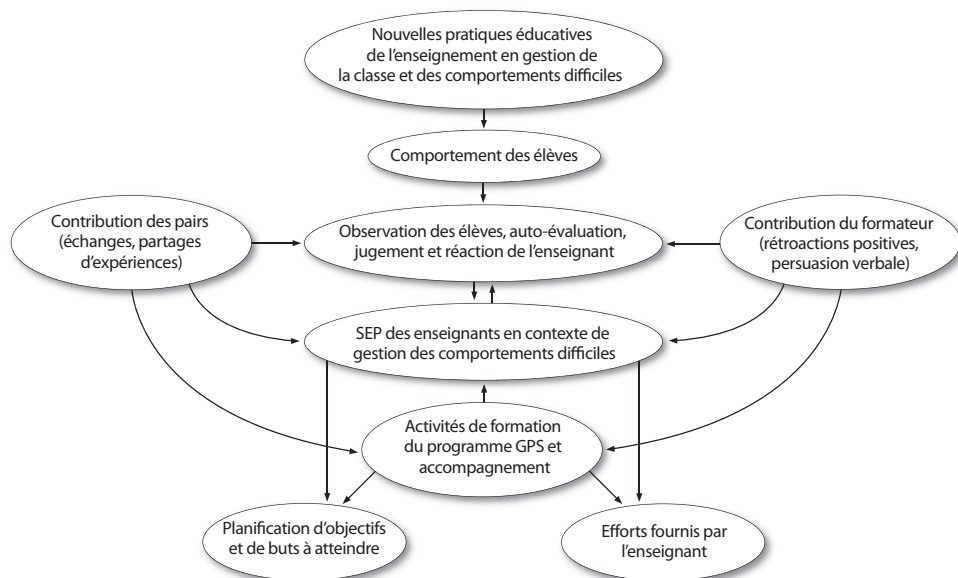 Nouvelles pratiques éducatives
de l’enseignement en gestion de
la classe et des comportements difficiles
Comportement des élèves
Contribution des pairs
(échanges, partages
d’expériences)
Observation des élèves, auto-évaluation,
jugement et réaction de l’enseignant
Contribution du formateur
(rétroactions positives,
persuasion verbale)
SEP des enseignants en contexte de
gestion des comportements difficiles
Activités de formation
du programme GPS et
accompagnement
Planification d’objectifs
et de buts à atteindre
Efforts fournis par
l’enseignant